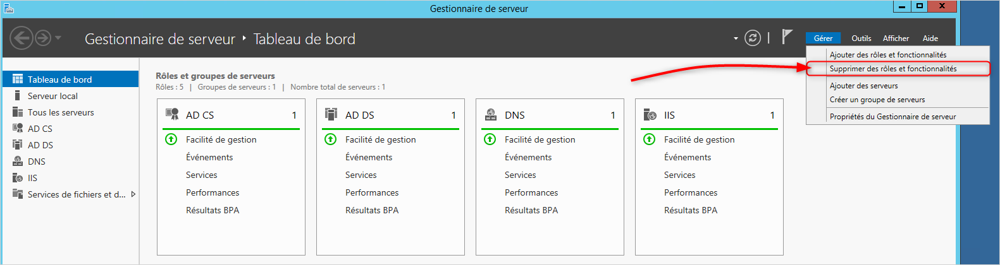 Gestionnaire de serveur
Gestionnaire de serveur ‣ Tableau de bord
Gérer Outils Afficher Aide
Ajouter des rôles et fonctionnalités
Supprimer des rôles et fonctionnalités
Ajouter des serveurs
Créer un groupe de serveurs
Propriétés du Gestionnaire de serveur
Tableau de bord
Serveur local
Tous les serveurs
AD CS
AD DS
DNS
IIS
Services de fichiers et d...
Rôles et groupes de serveurs
Rôles : 5 | Groupes de serveurs : 1 | Nombre total de serveurs : 1
AD CS 1
Facilité de gestion
Événements
Services
Performances
Résultats BPA
AD DS 1
Facilité de gestion
Événements
Services
Performances
Résultats BPA
DNS 1
Facilité de gestion
Événements
Services
Performances
Résultats BPA
IIS 1
Facilité de gestion
Événements
Services
Performances
Résultats BPA